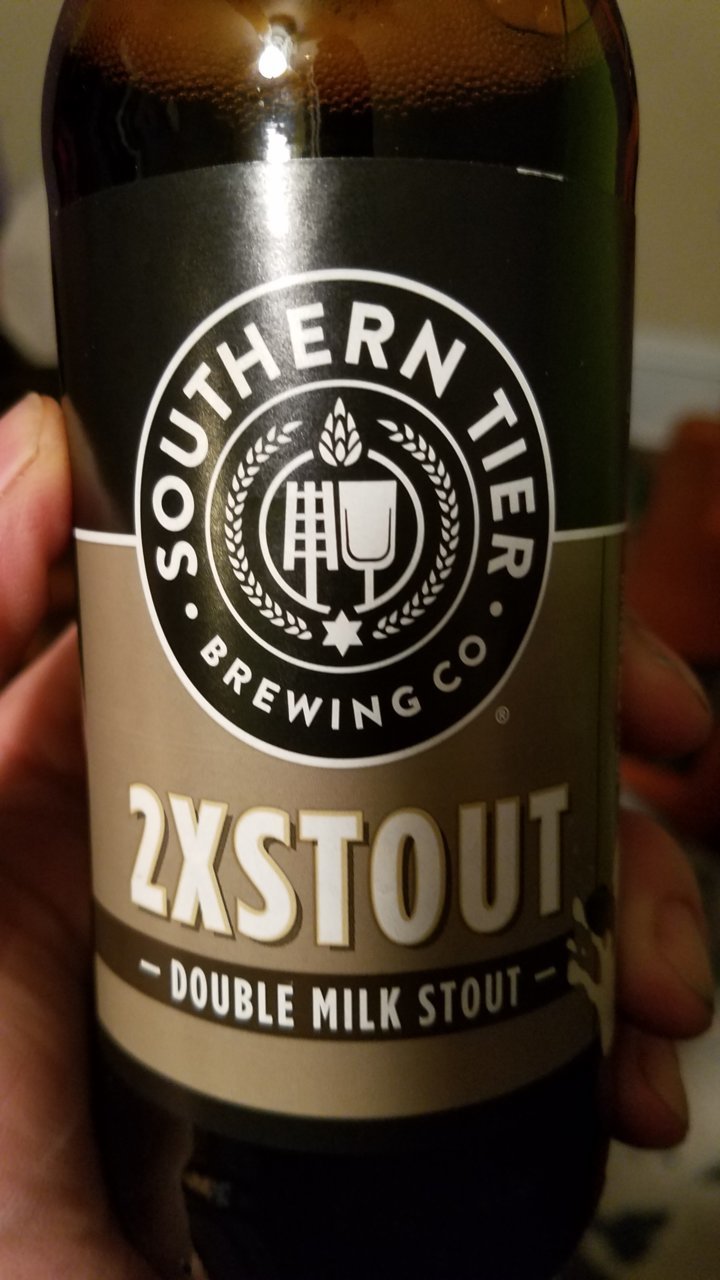 SOUTHERN TIER
• BREWING CO •
®
2XSTOUT
– DOUBLE MILK STOUT –